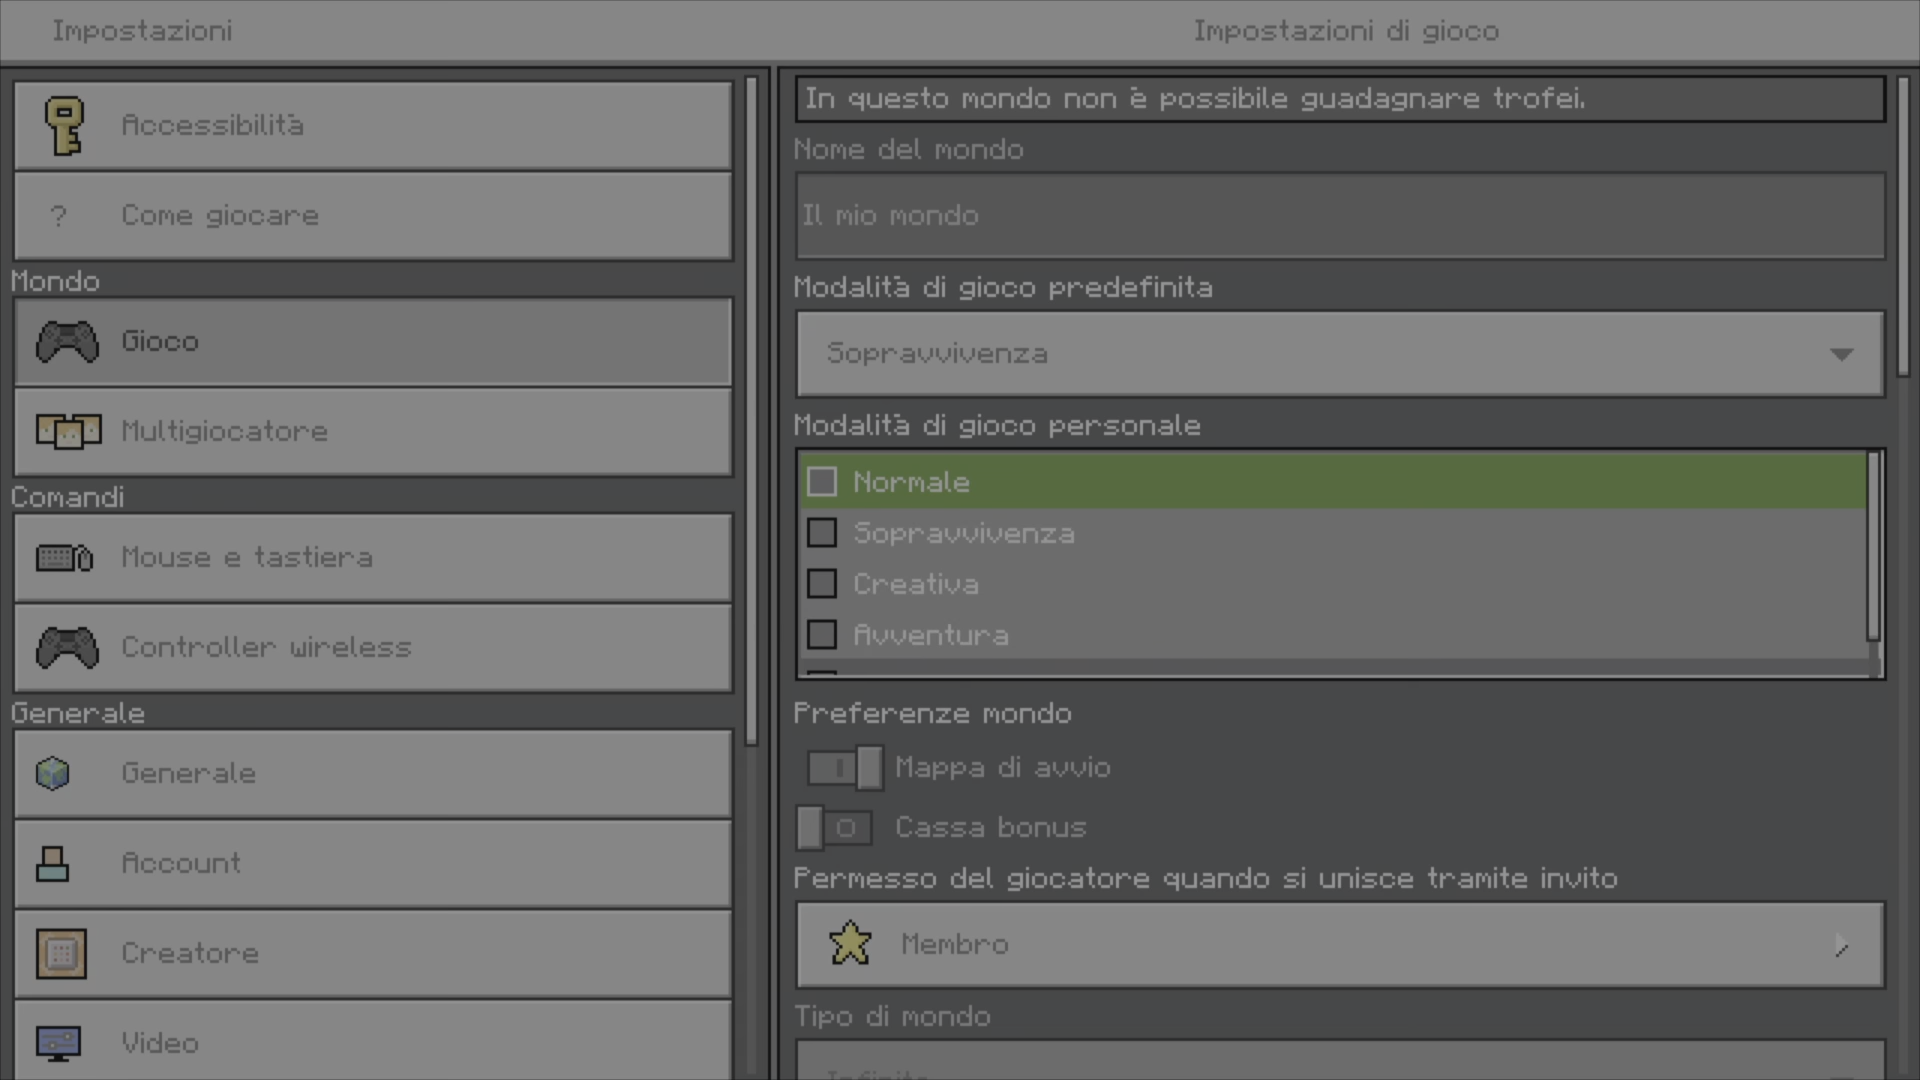 Impostazioni
Impostazioni di gioco
Accessibilità
? Come giocare
Mondo
Gioco
Multigiocatore
Comandi
Mouse e tastiera
Controller wireless
Generale
Generale
Account
Creatore
Video
In questo mondo non è possibile guadagnare trofei.
Nome del mondo
Il mio mondo
Modalità di gioco predefinita
Sopravvivenza
Modalità di gioco personale
Normale
Sopravvivenza
Creativa
Avventura
Preferenze mondo
Mappa di avvio
Cassa bonus
Permesso del giocatore quando si unisce tramite invito
Membro
Tipo di mondo